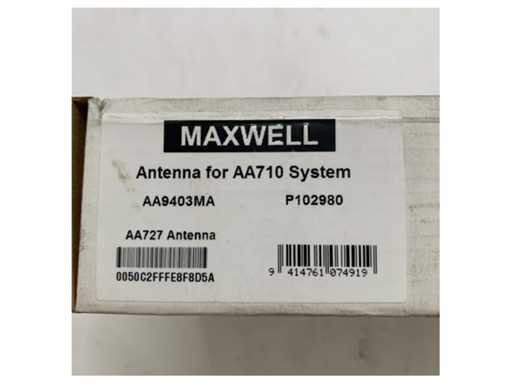 MAXWELL
Antenna for AA710 System
AA9403MA P102980
AA727 Antenna
0050C2FFFE8F8D5A
9 414761 074919